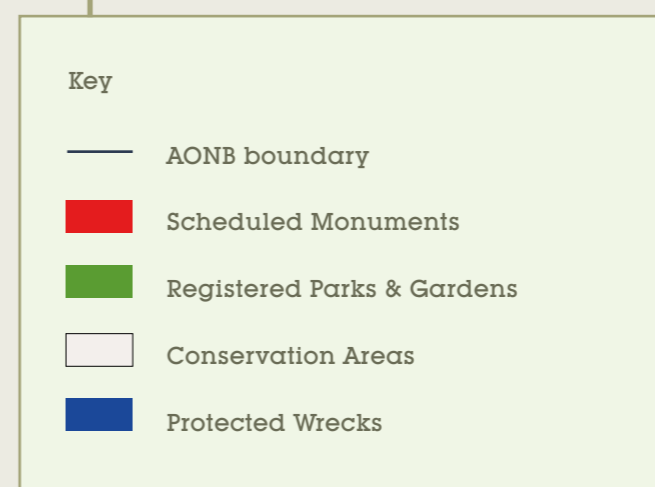 Key
AONB boundary
Scheduled Monuments
Registered Parks & Gardens
Conservation Areas
Protected Wrecks